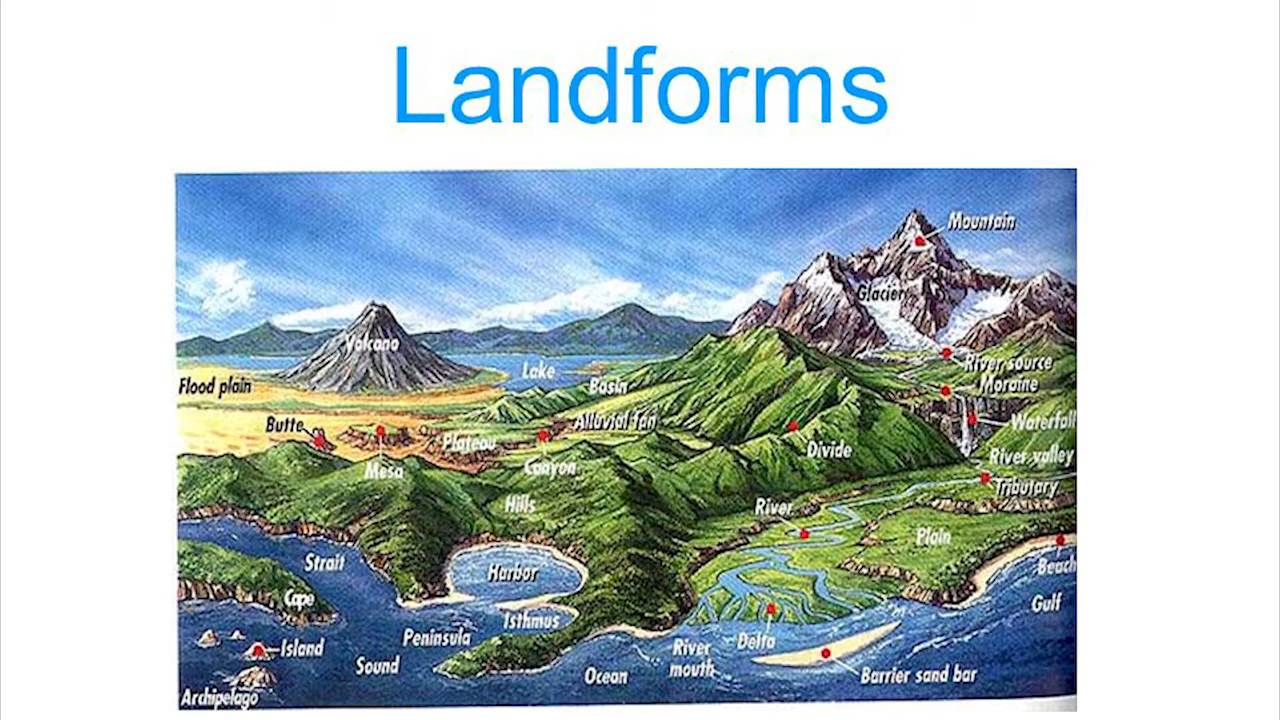 Landforms
Mountain
Glacier
Volcano
River source
Lake
Flood plain
Basin
Moraine
Butte
Alluvial fan
Waterfall
Plateau
Divide
Mesa
Canyon
River valley
Tributary
Hills
River
Plain
Strait
Harbor
Beach
Cape
Gulf
Isthmus
Peninsula
Delta
Island
River
mouth
Sound
Ocean
Barrier sand bar
Archipelago